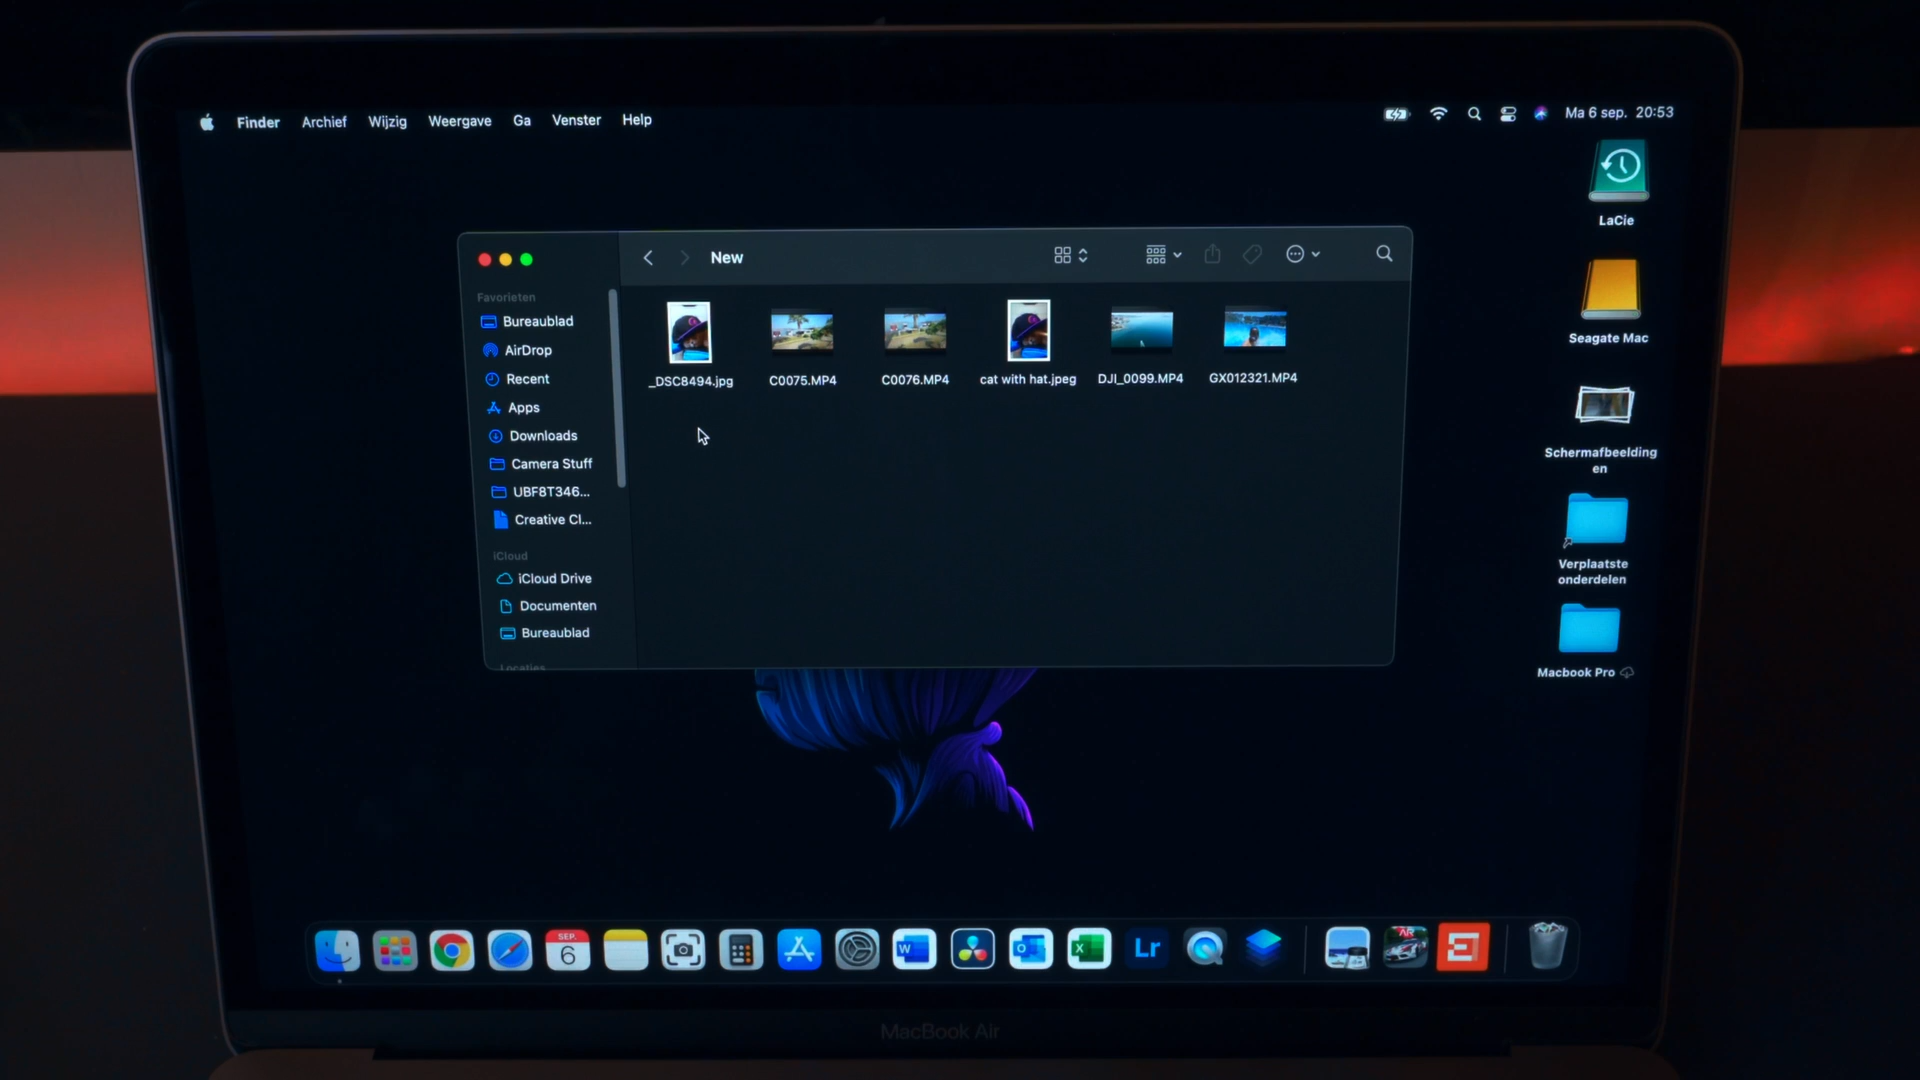 Finder Archief Wijzig Weergave Ga Venster Help
Ma 6 sep. 20:53
LaCie
Seagate Mac
Schermafbeelding
en
Verplaatste
onderdelen
Macbook Pro
New
Favorieten
Bureaublad
AirDrop
Recent
Apps
Downloads
Camera Stuff
UBF8T346...
Creative Cl...
iCloud
iCloud Drive
Documenten
Bureaublad
Locaties
_DSC8494.jpg
C0075.MP4
C0076.MP4
cat with hat.jpeg
DJI_0099.MP4
GX012321.MP4
SEP.
6
W
O
X
Lr
AR
MacBook Air